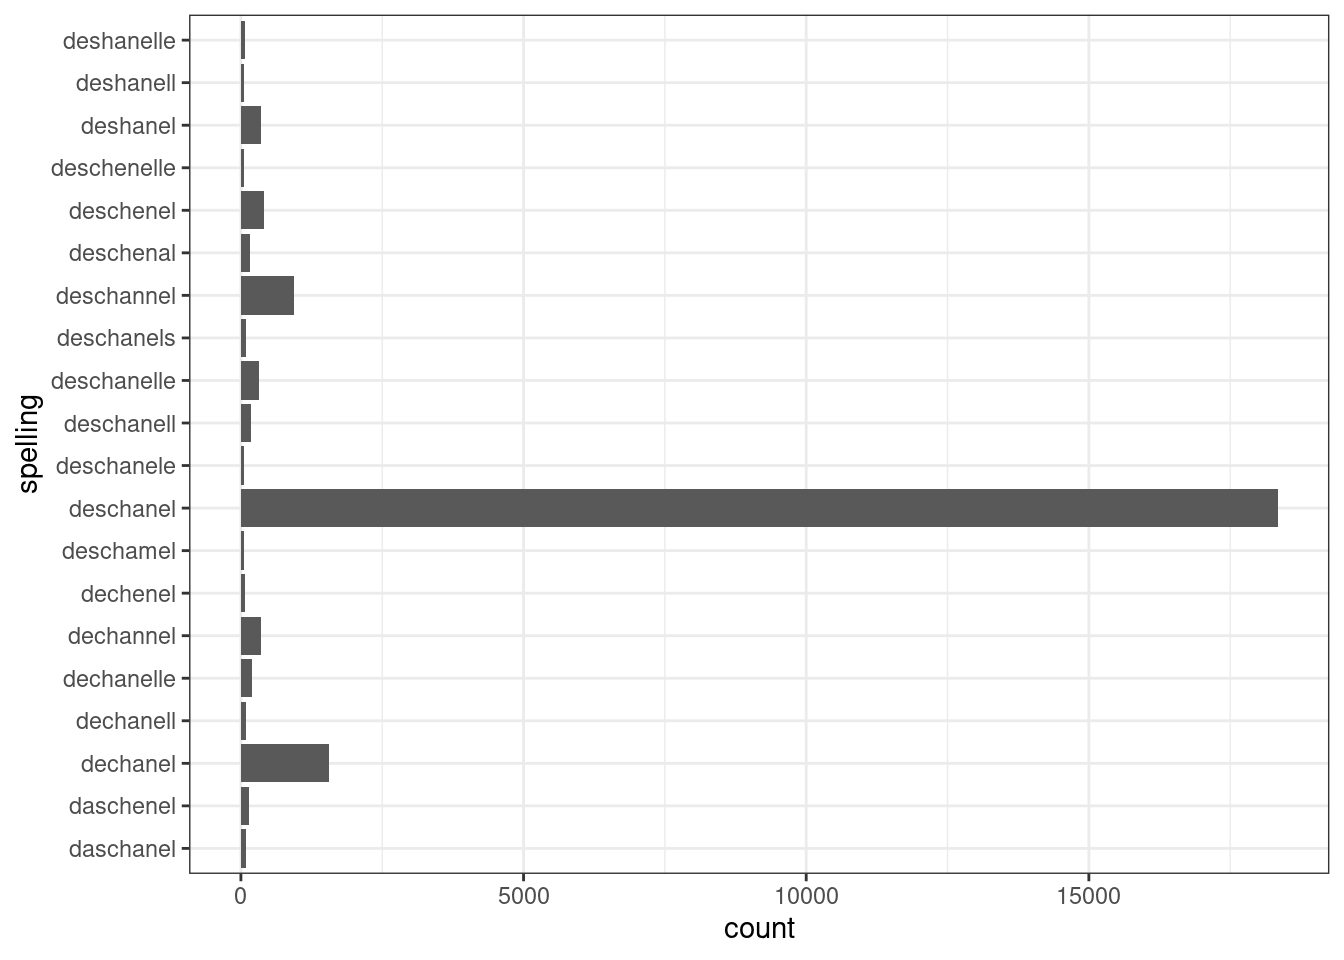 deshanelle
deshanell
deshanel
deschenelle
deschenel
deschenal
deschannel
deschanels
deschanelle
deschanell
deschanele
deschanel
deschamel
dechenel
dechannel
dechanelle
dechanell
dechanel
daschenel
daschanel
spelling
0 5000 10000 15000
count